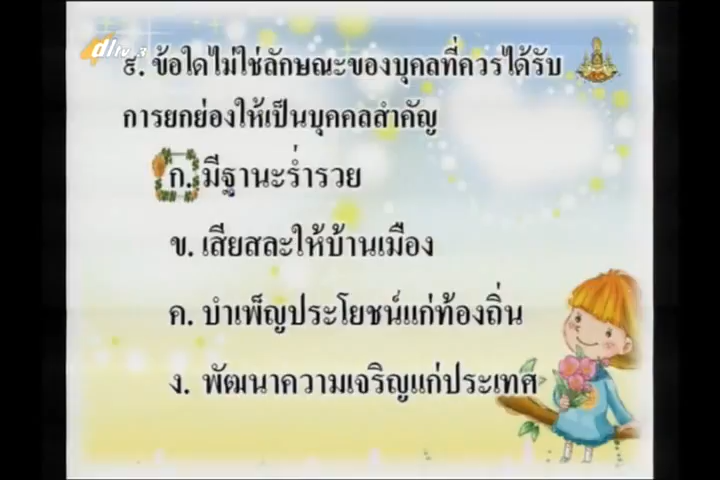 dltv 3
๙. ข้อใดไม่ใช่ลักษณะของบุคลที่ควรได้รับ
การยกย่องให้เป็นบุคคลสำคัญ
ก. มีฐานะร่ำรวย
ข. เสียสละให้บ้านเมือง
ค. บำเพ็ญประโยชน์แก่ท้องถิ่น
ง. พัฒนาความเจริญแก่ประเทศ